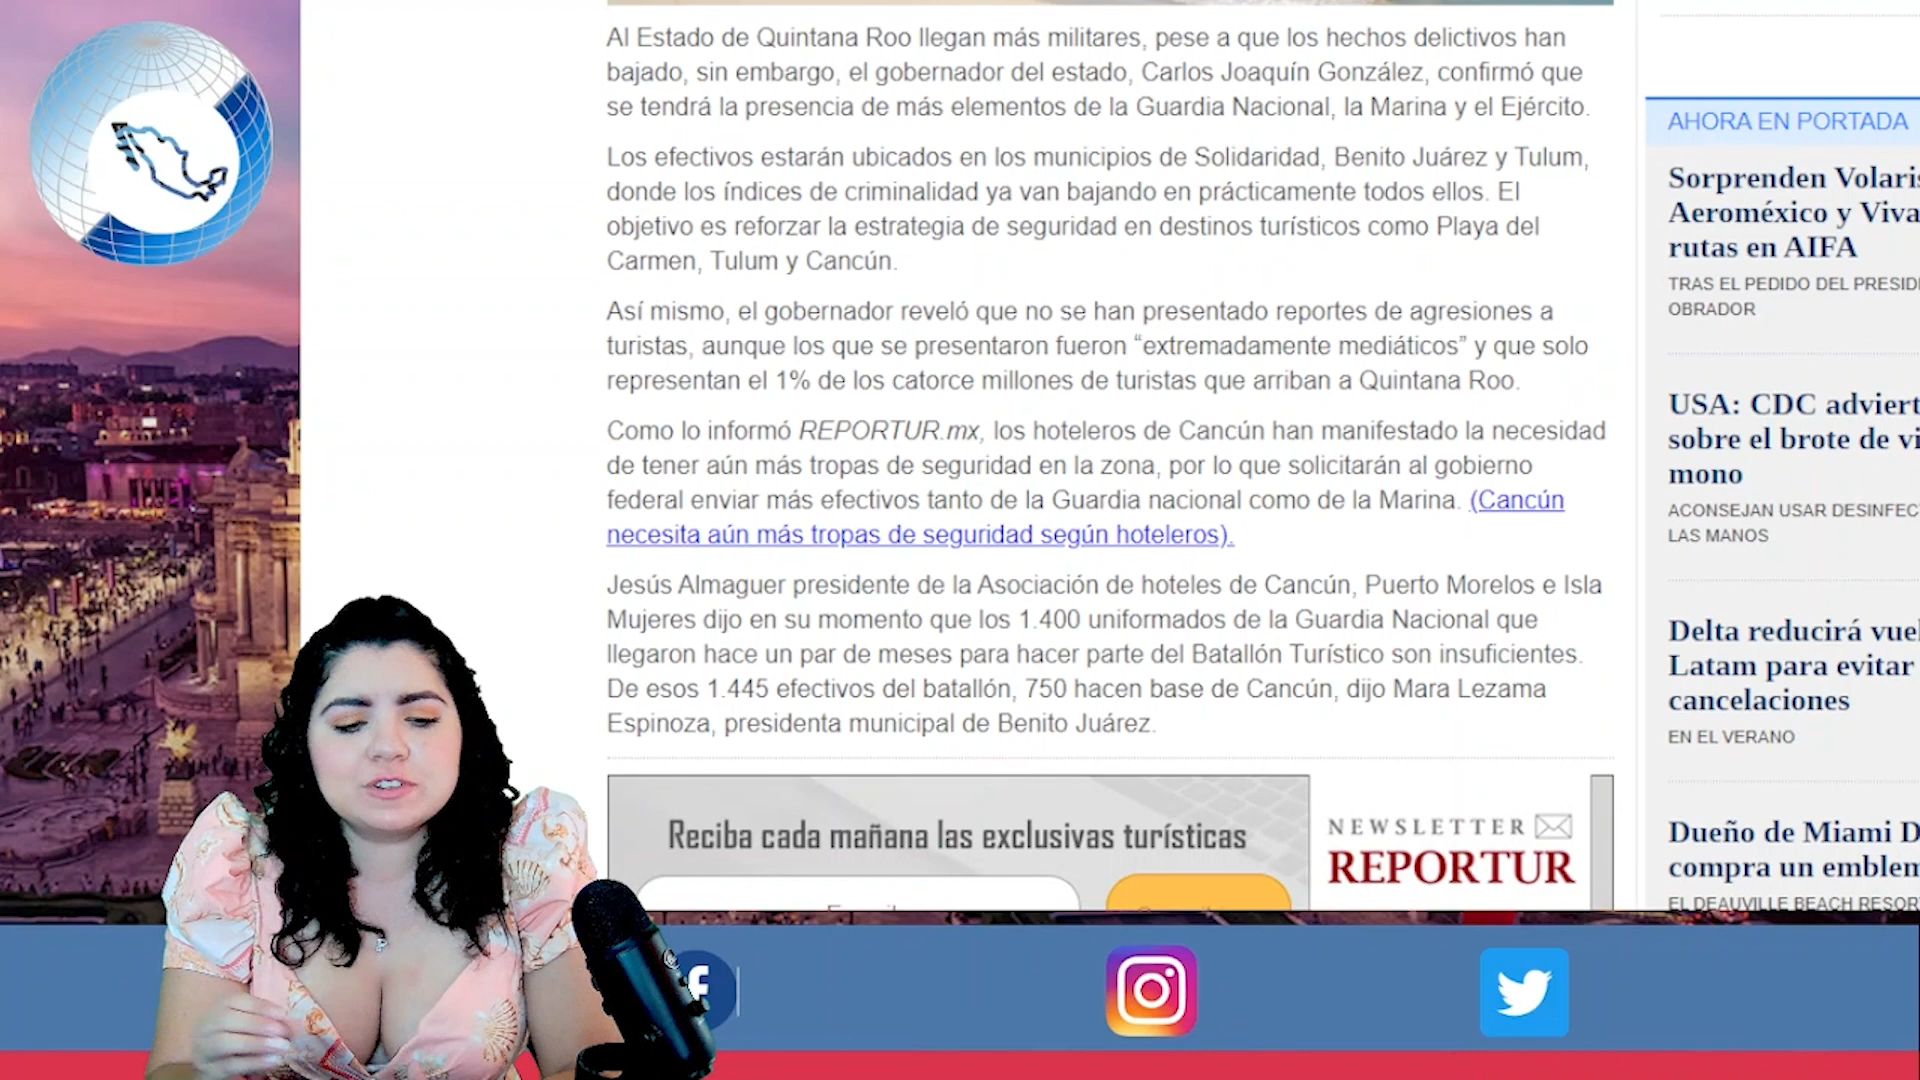 Al Estado de Quintana Roo llegan más militares, pese a que los hechos delictivos han
bajado, sin embargo, el gobernador del estado, Carlos Joaquín González, confirmó que
se tendrá la presencia de más elementos de la Guardia Nacional, la Marina y el Ejército.
Los efectivos estarán ubicados en los municipios de Solidaridad, Benito Juárez y Tulum,
donde los índices de criminalidad ya van bajando en prácticamente todos ellos. El
objetivo es reforzar la estrategia de seguridad en destinos turísticos como Playa del
Carmen, Tulum y Cancún.
Así mismo, el gobernador reveló que no se han presentado reportes de agresiones a
turistas, aunque los que se presentaron fueron “extremadamente mediáticos” y que solo
representan el 1% de los catorce millones de turistas que arriban a Quintana Roo.
Como lo informó REPORTUR.mx, los hoteleros de Cancún han manifestado la necesidad
de tener aún más tropas de seguridad en la zona, por lo que solicitarán al gobierno
federal enviar más efectivos tanto de la Guardia nacional como de la Marina. (Cancún
necesita aún más tropas de seguridad según hoteleros).
Jesús Almaguer presidente de la Asociación de hoteles de Cancún, Puerto Morelos e Isla
Mujeres dijo en su momento que los 1.400 uniformados de la Guardia Nacional que
llegaron hace un par de meses para hacer parte del Batallón Turístico son insuficientes.
De esos 1.445 efectivos del batallón, 750 hacen base de Cancún, dijo Mara Lezama
Espinoza, presidenta municipal de Benito Juárez.
Reciba cada mañana las exclusivas turísticas
NEWSLETTER
REPORTUR
AHORA EN PORTADA
Sorprenden Volaris
Aeroméxico y Viva
rutas en AIFA
TRAS EL PEDIDO DEL PRESID
OBRADOR
USA: CDC adviert
sobre el brote de vi
mono
ACONSEJAN USAR DESINFEC
LAS MANOS
Delta reducirá vuel
Latam para evitar
cancelaciones
EN EL VERANO
Dueño de Miami D
compra un emblem
EL DEAUVILLE BEACH RESOR